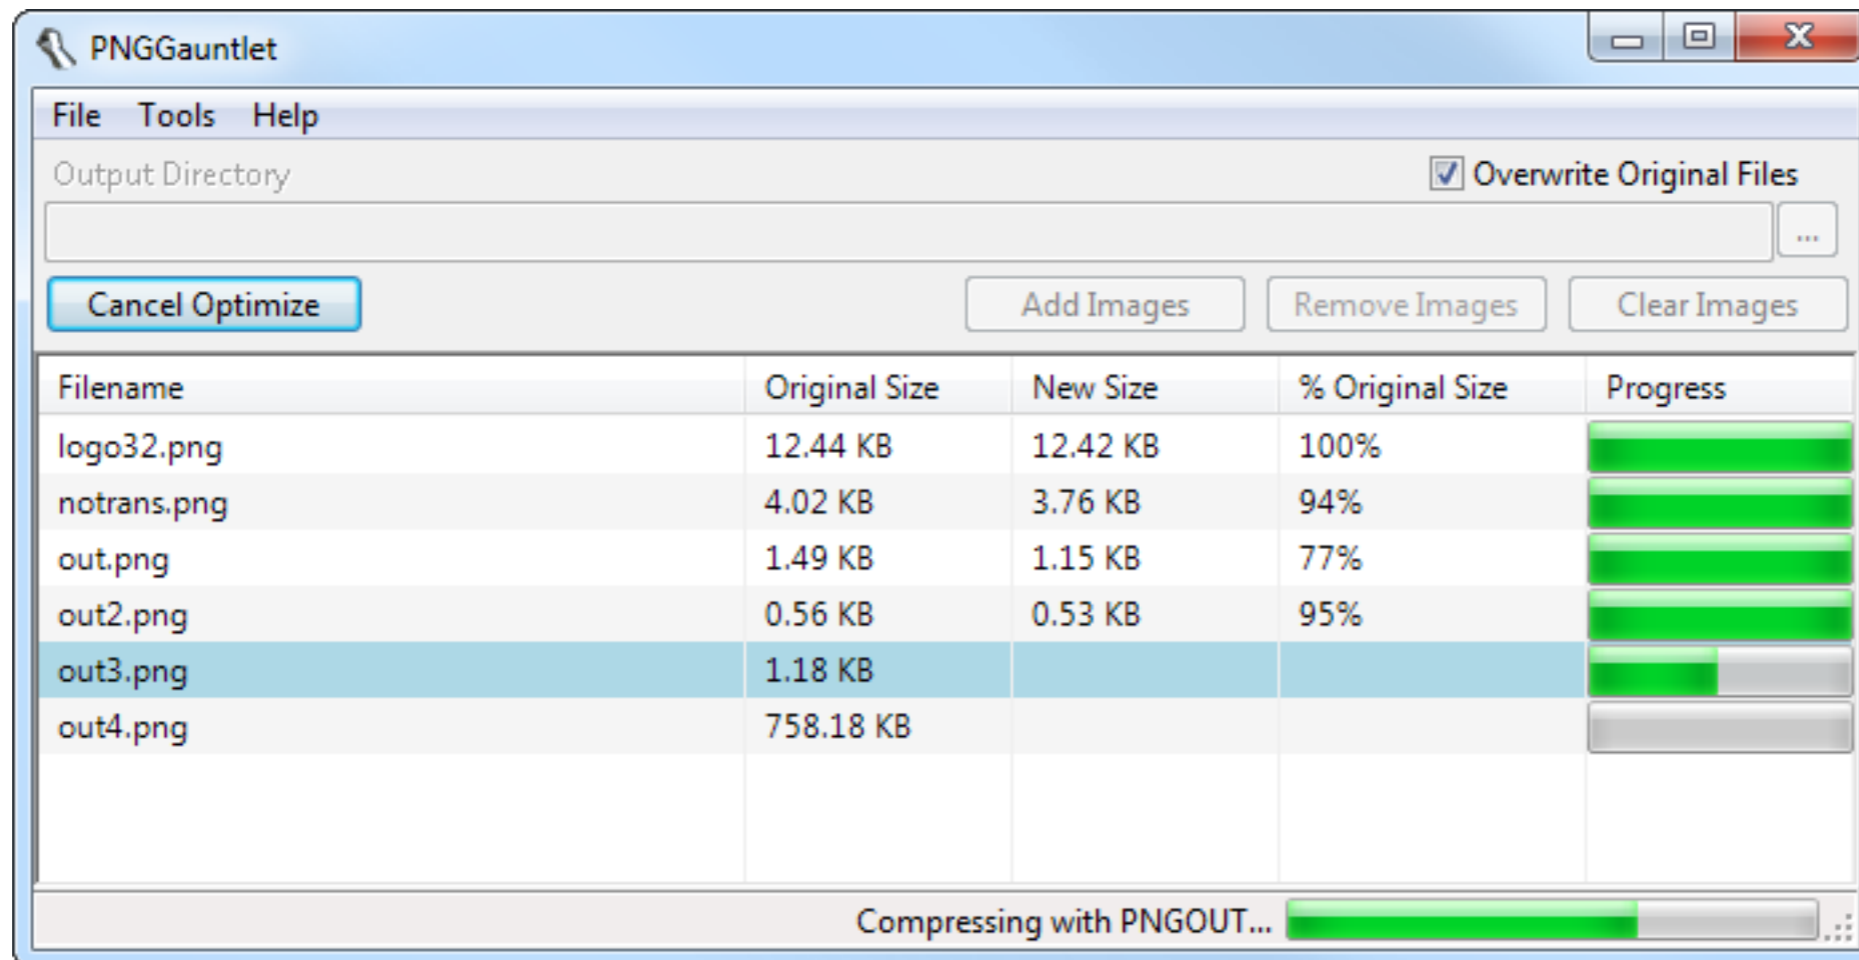 PNGGauntlet
File Tools Help
Output Directory Overwrite Original Files
...
Cancel Optimize Add Images Remove Images Clear Images
Filename Original Size New Size % Original Size Progress
logo32.png 12.44 KB 12.42 KB 100%
notrans.png 4.02 KB 3.76 KB 94%
out.png 1.49 KB 1.15 KB 77%
out2.png 0.56 KB 0.53 KB 95%
out3.png 1.18 KB
out4.png 758.18 KB
Compressing with PNGOUT...